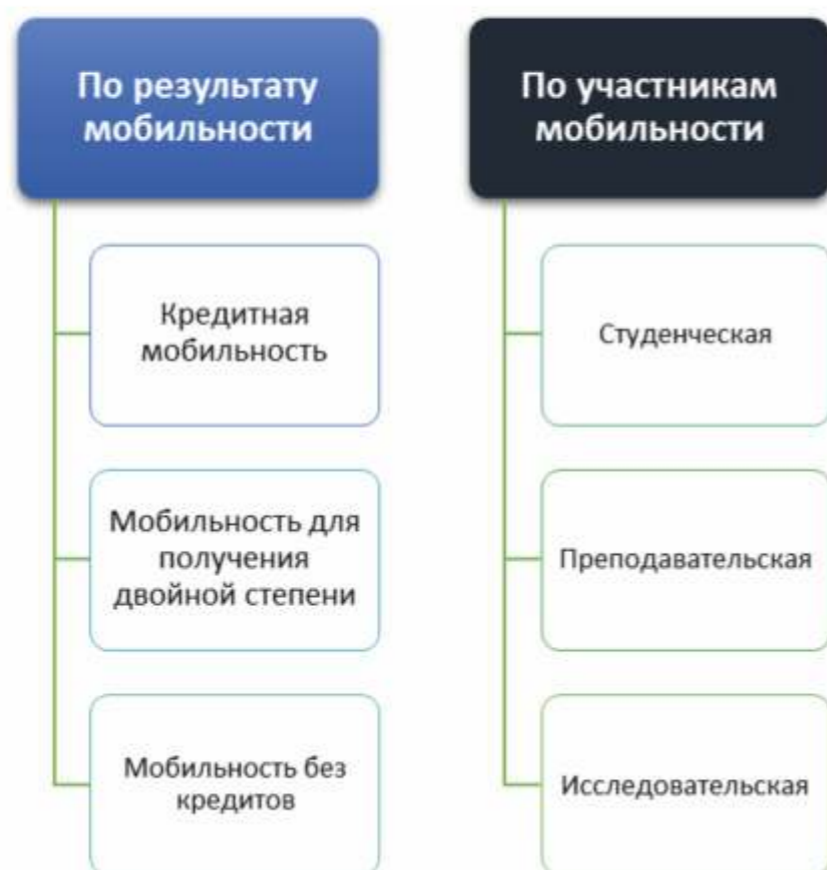 По результату
мобильности
Кредитная
мобильность
Мобильность для
получения
двойной степени
Мобильность без
кредитов
По участникам
мобильности
Студенческая
Преподавательская
Исследовательская